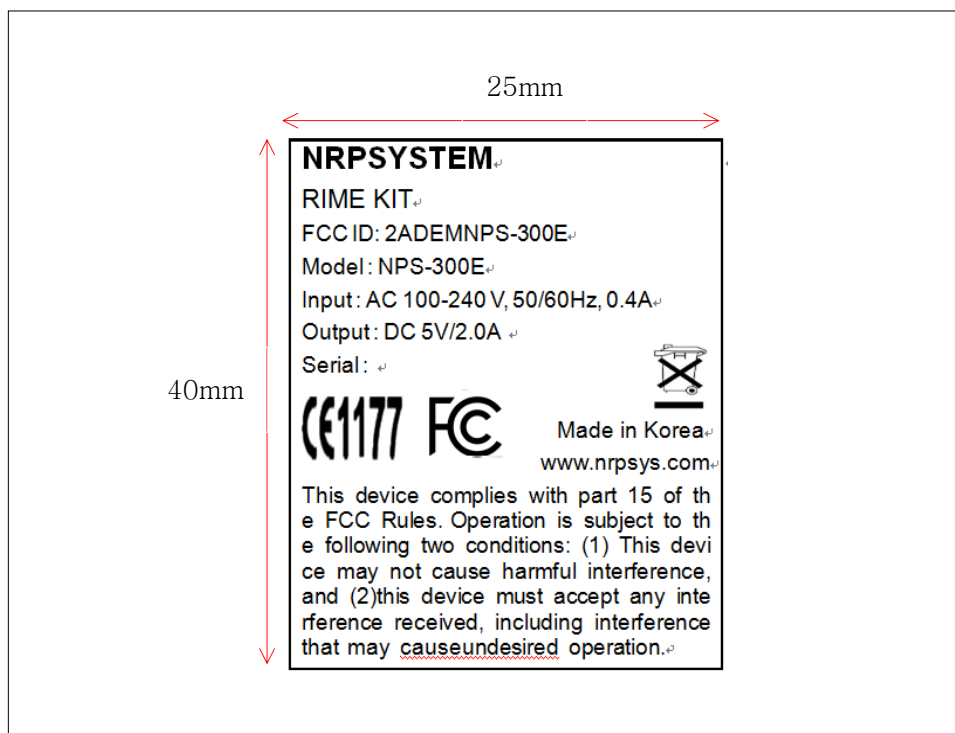 25mm
NRPSYSTEM
RIME KIT
FCC ID: 2ADEMNPS-300E
Model : NPS-300E
Input : AC 100-240 V, 50/60Hz, 0.4A
Output : DC 5V/2.0A
Serial :
40mm
CE1177 FC
Made in Korea
www.nrpsys.com
This device complies with part 15 of th
e FCC Rules. Operation is subject to th
e following two conditions: (1) This devi
ce may not cause harmful interference,
and (2)this device must accept any inte
rference received, including interference
that may causeundesired operation.